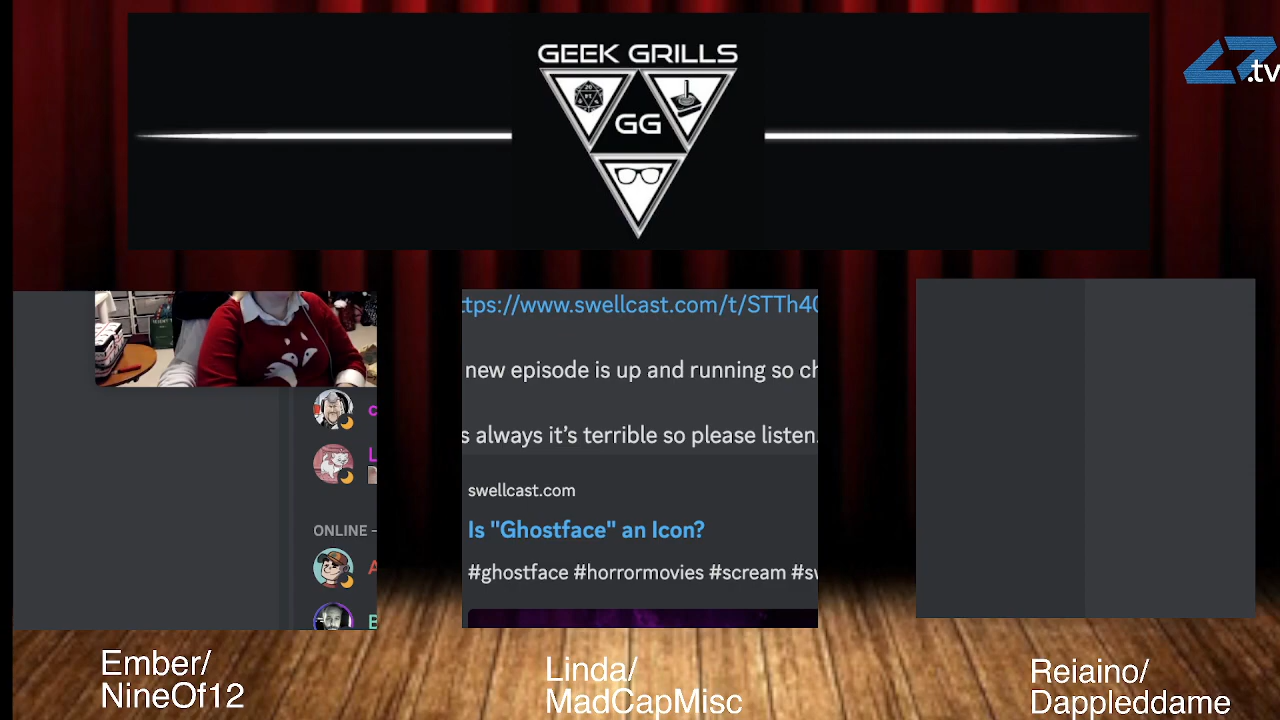 GEEK GRILLS
GG
.tv
ttps://www.swellcast.com/t/STTh40
new episode is up and running so ch
s always it's terrible so please listen.
swellcast.com
Is "Ghostface" an Icon?
#ghostface #horrormovies #scream #sw
ONLINE –
Ember/
NineOf12
Linda/
MadCapMisc
Reiaino/
Dappleddame